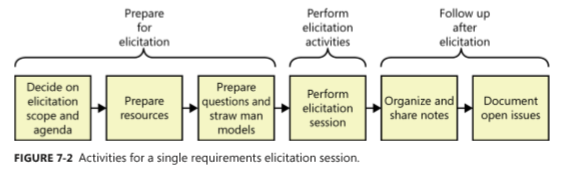 Prepare
for
elicitation
Perform
elicitation
activities
Follow up
after
elicitation
Decide on
elicitation
scope and
agenda
Prepare
resources
Prepare
questions and
straw man
models
Perform
elicitation
session
Organize and
share notes
Document
open issues
FIGURE 7-2 Activities for a single requirements elicitation session.